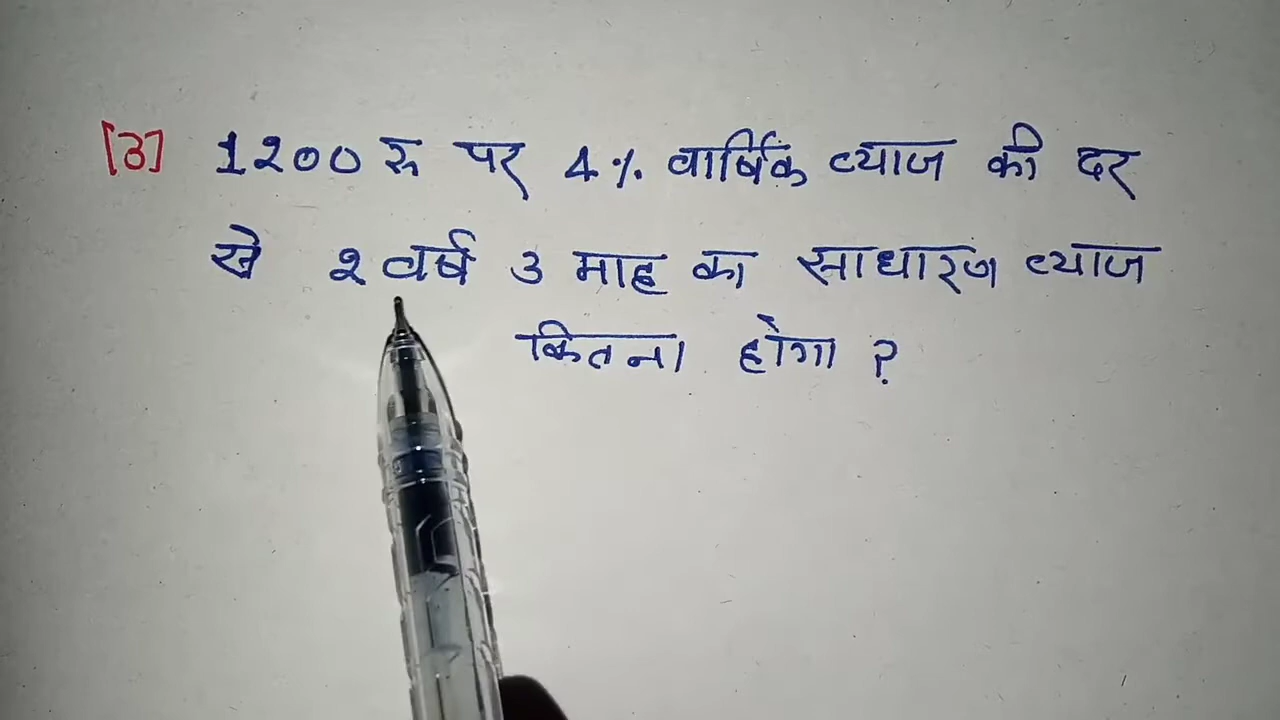 [3] 1200 रु पर 4% वार्षिक ब्याज की दर
से 2 वर्ष 3 माह का साधारण ब्याज
कितना होगा ?